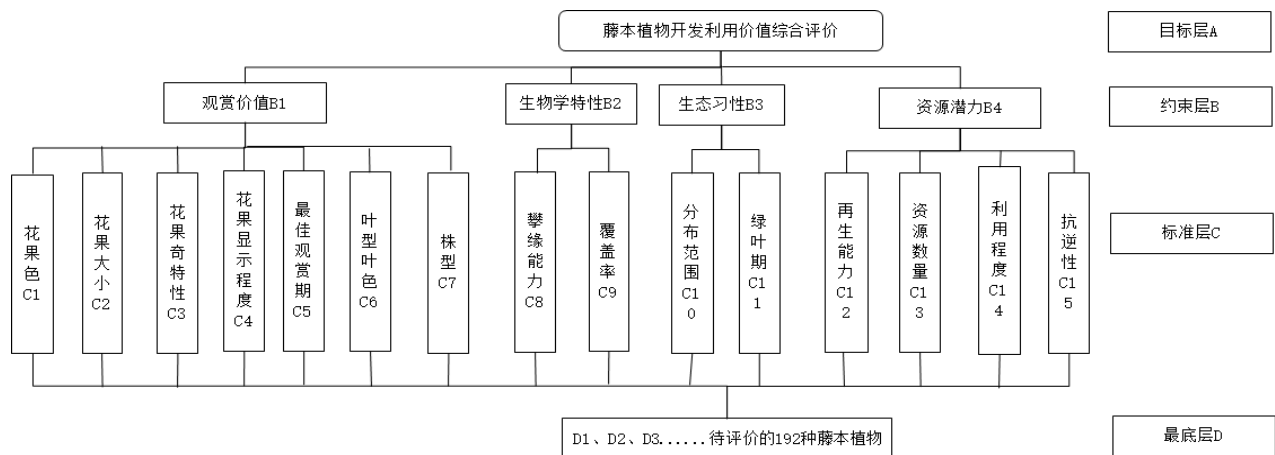 藤本植物开发利用价值综合评价
目标层A
观赏价值B1
生物学特性B2
生态习性B3
资源潜力B4
约束层B
花果色C1
花果大小C2
花果奇特性C3
花果显示程度C4
最佳观赏期C5
叶型叶色C6
株型C7
攀缘能力C8
覆盖率C9
分布范围C10
绿叶期C11
再生能力C12
资源数量C13
利用程度C14
抗逆性C15
标准层C
D1、D2、D3......待评价的192种藤本植物
最底层D